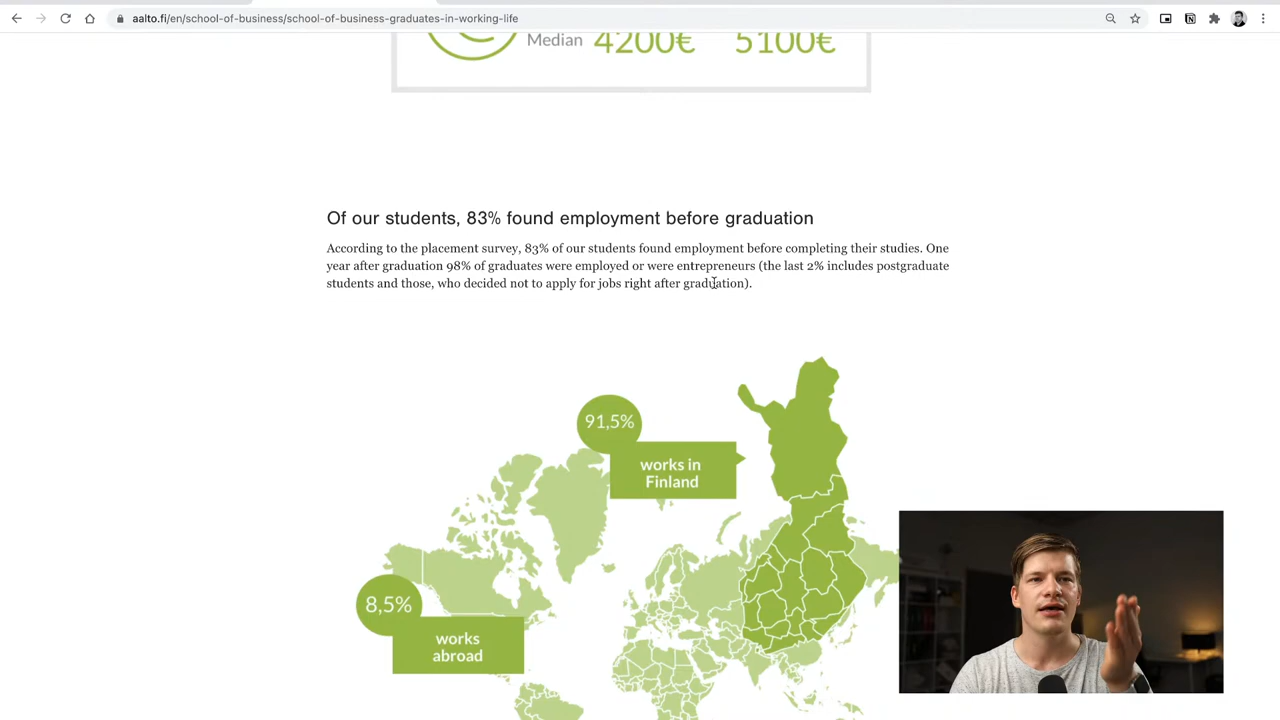 aalto.fi/en/school-of-business/school-of-business-graduates-in-working-life
Median 4200€ 5100€
Of our students, 83% found employment before graduation
According to the placement survey, 83% of our students found employment before completing their studies. One
year after graduation 98% of graduates were employed or were entrepreneurs (the last 2% includes postgraduate
students and those, who decided not to apply for jobs right after graduation).
91,5%
works in
Finland
8,5%
works
abroad